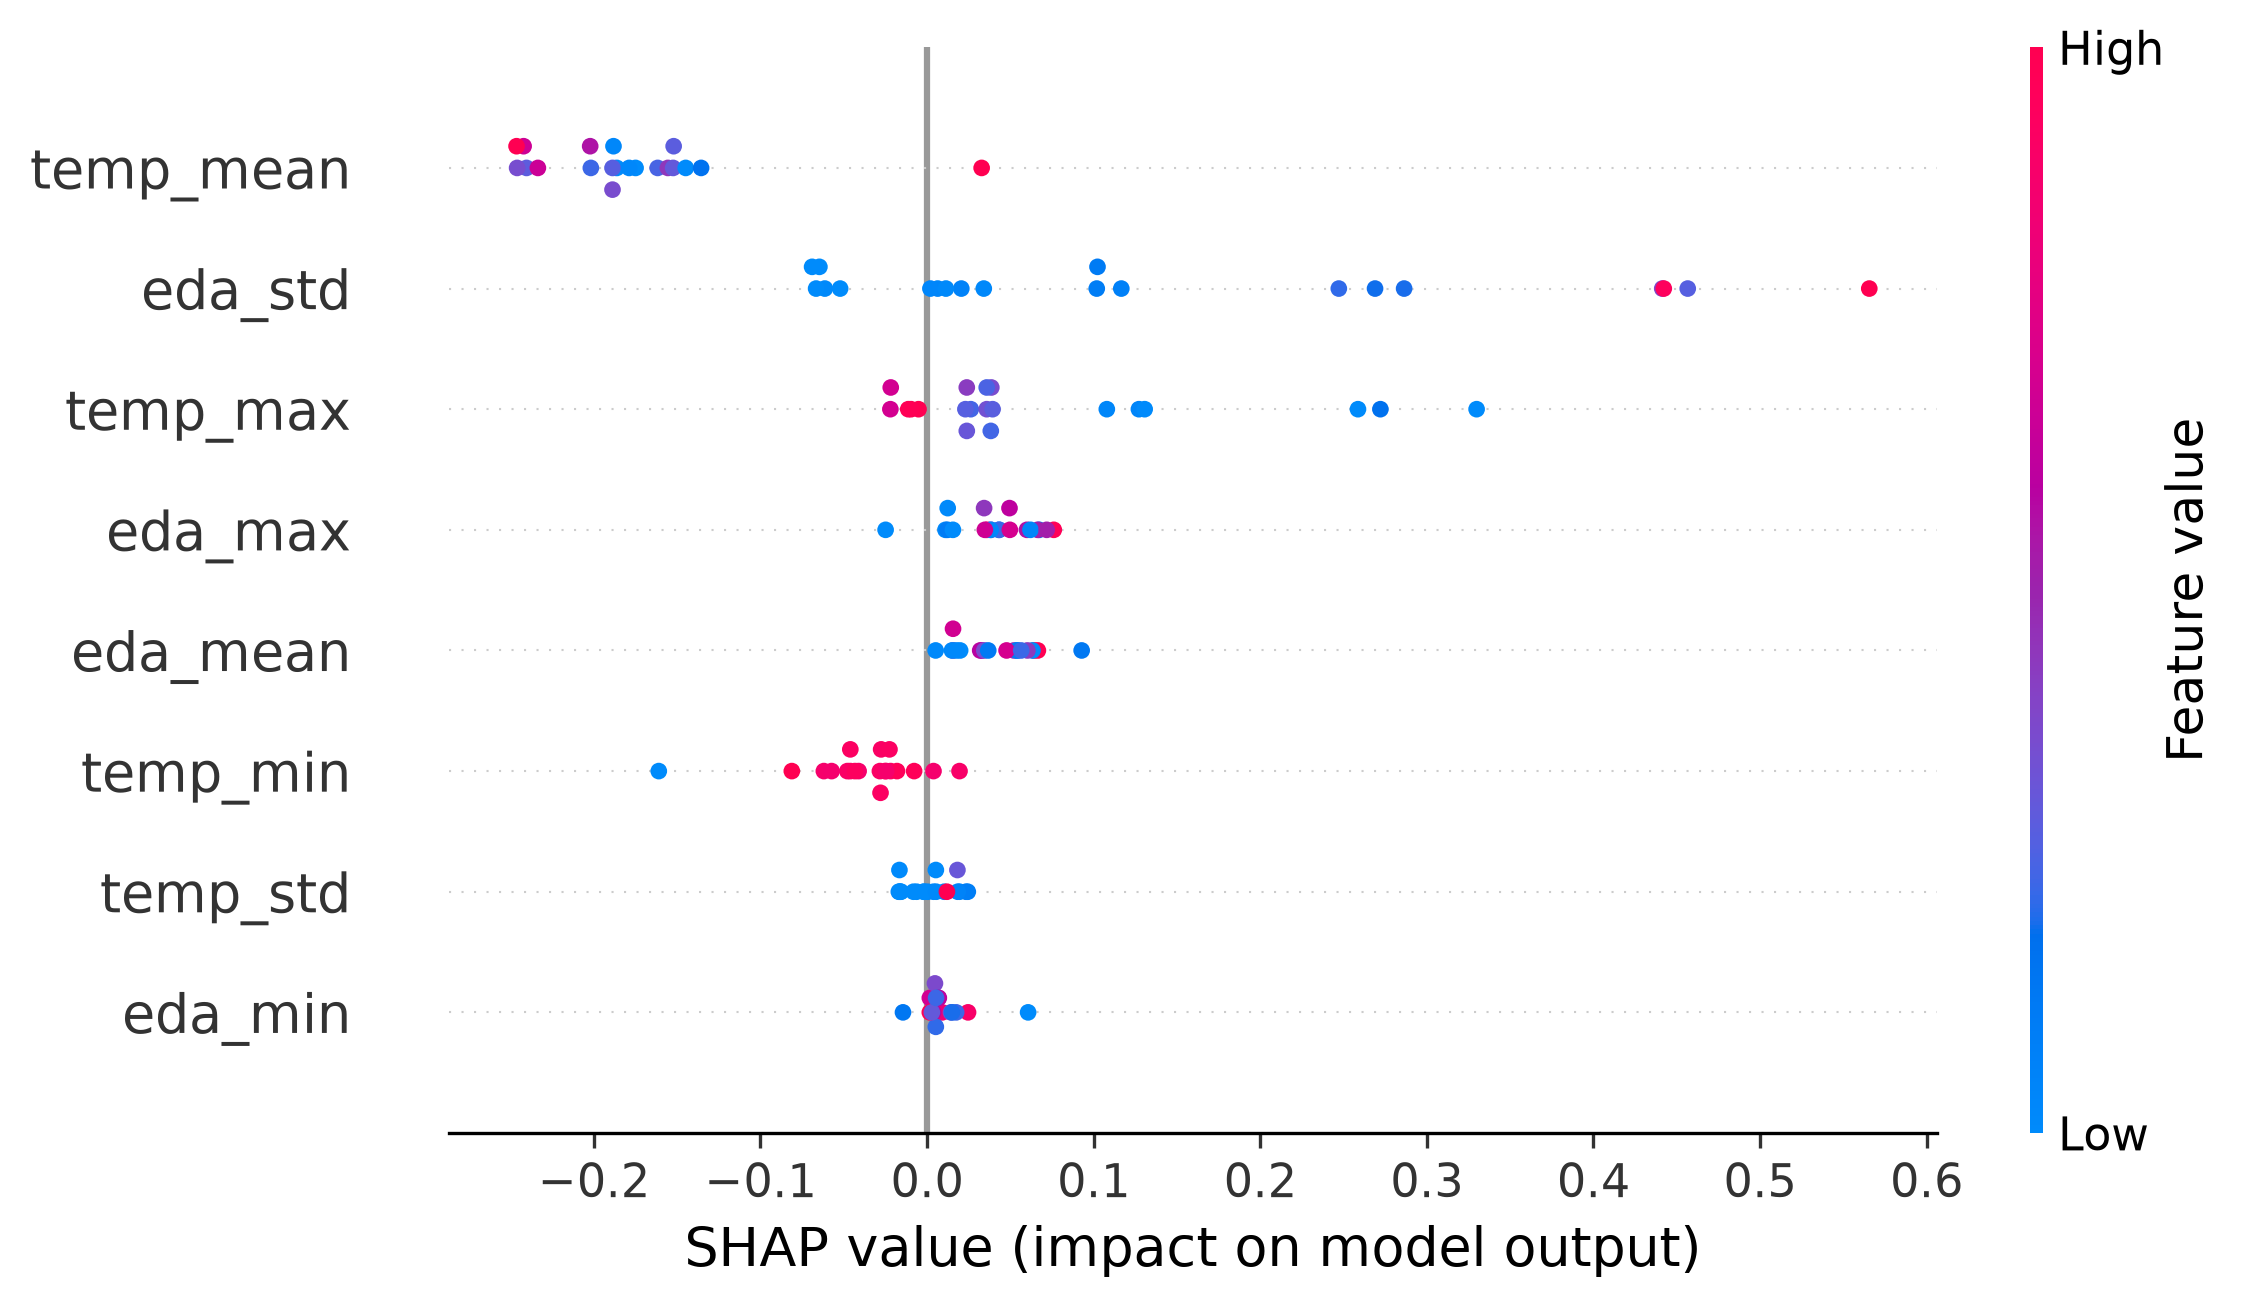 High
temp_mean
eda_std
temp_max
eda_max
eda_mean
temp_min
temp_std
eda_min
Feature value
Low
−0.2 −0.1 0.0 0.1 0.2 0.3 0.4 0.5 0.6
SHAP value (impact on model output)